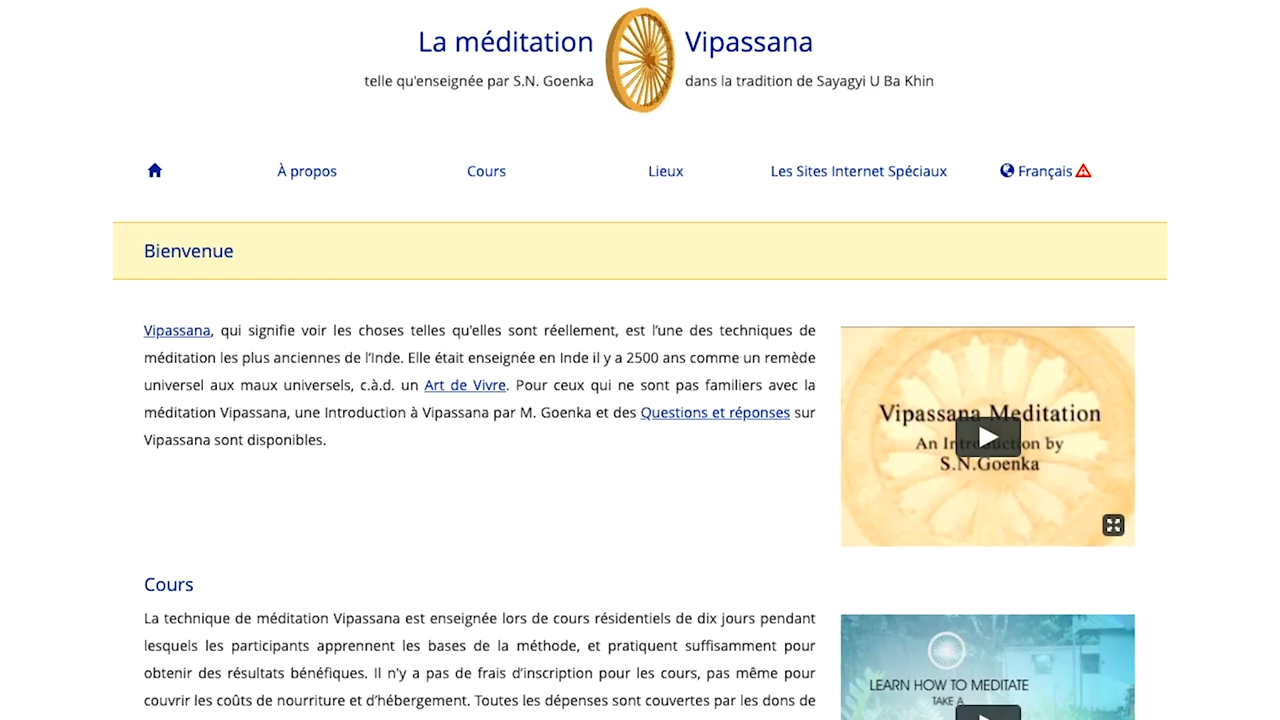 La méditation Vipassana
telle qu'enseignée par S.N. Goenka dans la tradition de Sayagyi U Ba Khin
À propos Cours Lieux Les Sites Internet Spéciaux Français
Bienvenue
Vipassana, qui signifie voir les choses telles qu'elles sont réellement, est l'une des techniques de
méditation les plus anciennes de l'Inde. Elle était enseignée en Inde il y a 2500 ans comme un remède
universel aux maux universels, c.à.d. un Art de Vivre. Pour ceux qui ne sont pas familiers avec la
méditation Vipassana, une Introduction à Vipassana par M. Goenka et des Questions et réponses sur
Vipassana sont disponibles.
Vipassana Meditation
An Introduction by
S.N.Goenka
Cours
La technique de méditation Vipassana est enseignée lors de cours résidentiels de dix jours pendant
lesquels les participants apprennent les bases de la méthode, et pratiquent suffisamment pour
obtenir des résultats bénéfiques. Il n'y a pas de frais d'inscription pour les cours, pas même pour
couvrir les coûts de nourriture et d'hébergement. Toutes les dépenses sont couvertes par les dons de
LEARN HOW TO MEDITATE
TAKE A